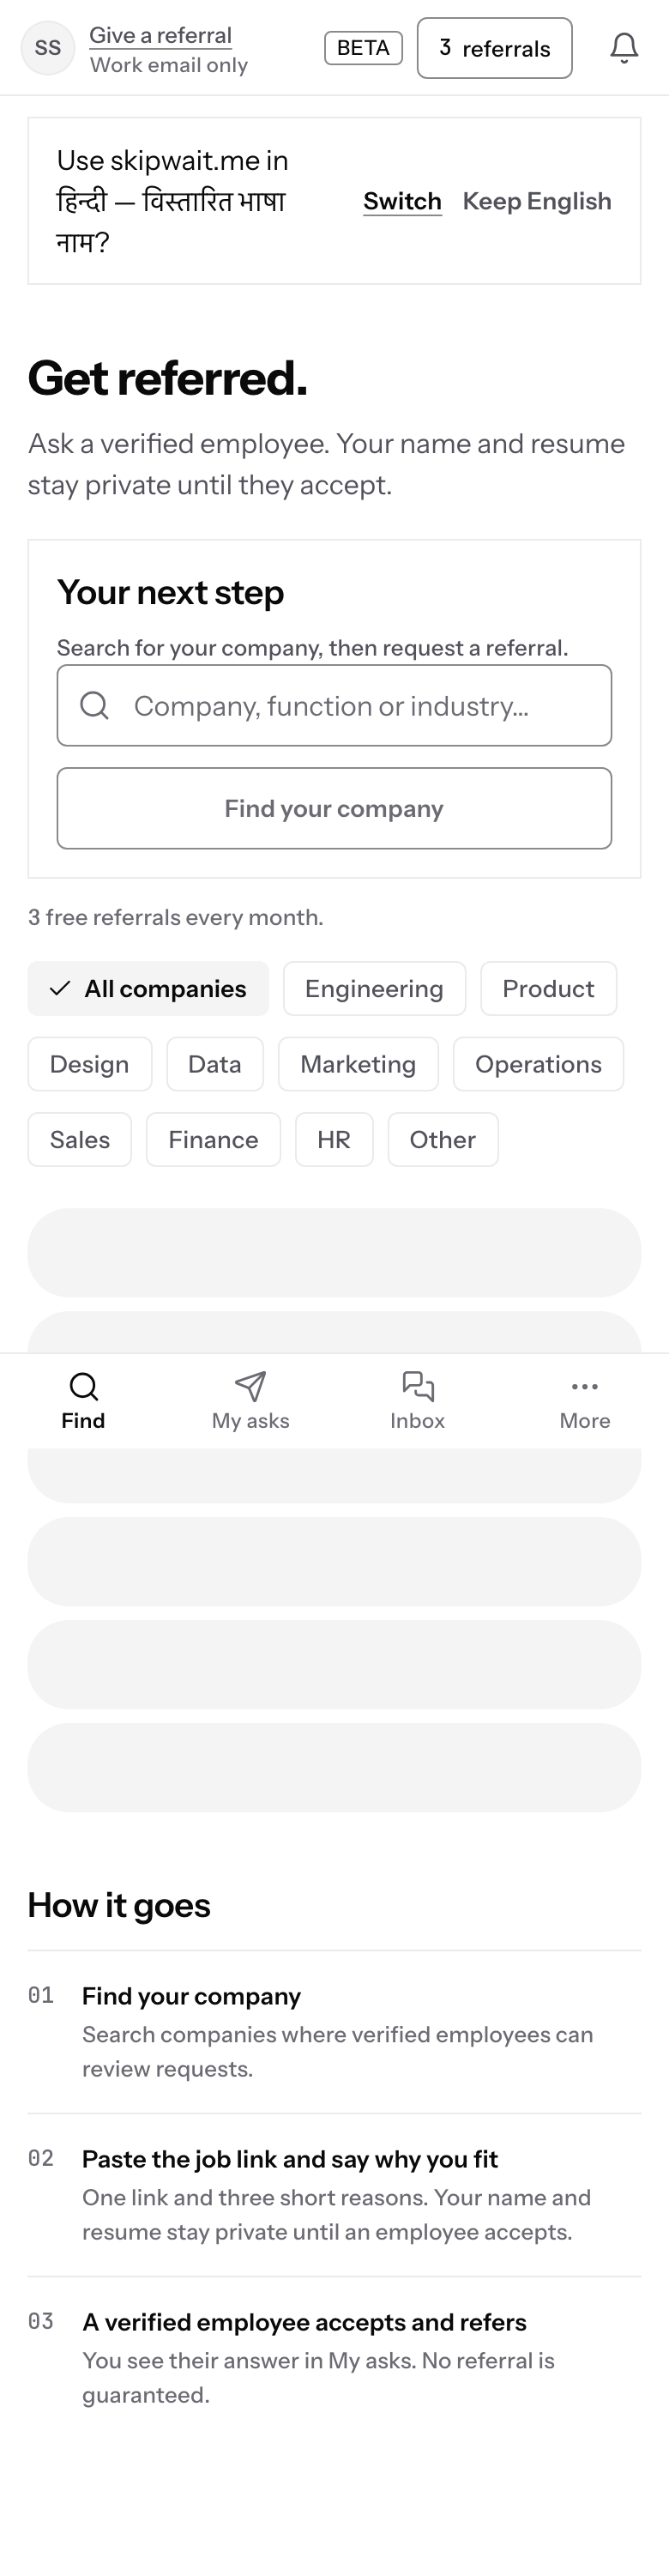 SS
Give a referral
Work email only
BETA
3 referrals
Use skipwait.me in
हिन्दी — विस्तारित भाषा
नाम?
Switch
Keep English
Get referred.
Ask a verified employee. Your name and resume
stay private until they accept.
Your next step
Search for your company, then request a referral.
Company, function or industry...
Find your company
3 free referrals every month.
All companies
Engineering
Product
Design
Data
Marketing
Operations
Sales
Finance
HR
Other
Find
My asks
Inbox
More
How it goes
01
Find your company
Search companies where verified employees can
review requests.
02
Paste the job link and say why you fit
One link and three short reasons. Your name and
resume stay private until an employee accepts.
03
A verified employee accepts and refers
You see their answer in My asks. No referral is
guaranteed.